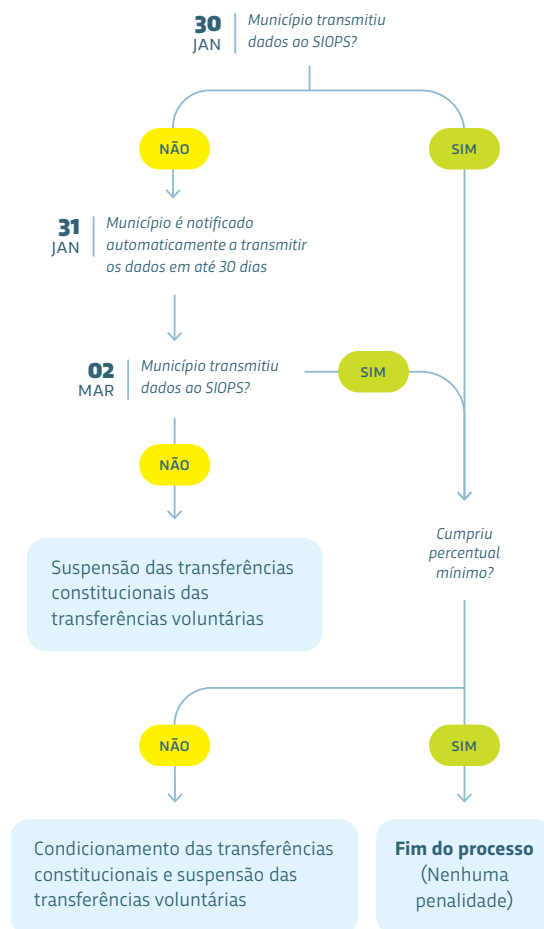 30
JAN
Município transmitiu
dados ao SIOPS?
NÃO
SIM
31
JAN
Município é notificado
automaticamente a transmitir
os dados em até 30 dias
02
MAR
Município transmitiu
dados ao SIOPS?
SIM
NÃO
Suspensão das transferências
constitucionais das
transferências voluntárias
Cumpriu
percentual
mínimo?
NÃO
SIM
Condicionamento das transferências
constitucionais e suspensão das
transferências voluntárias
Fim do processo
(Nenhuma
penalidade)